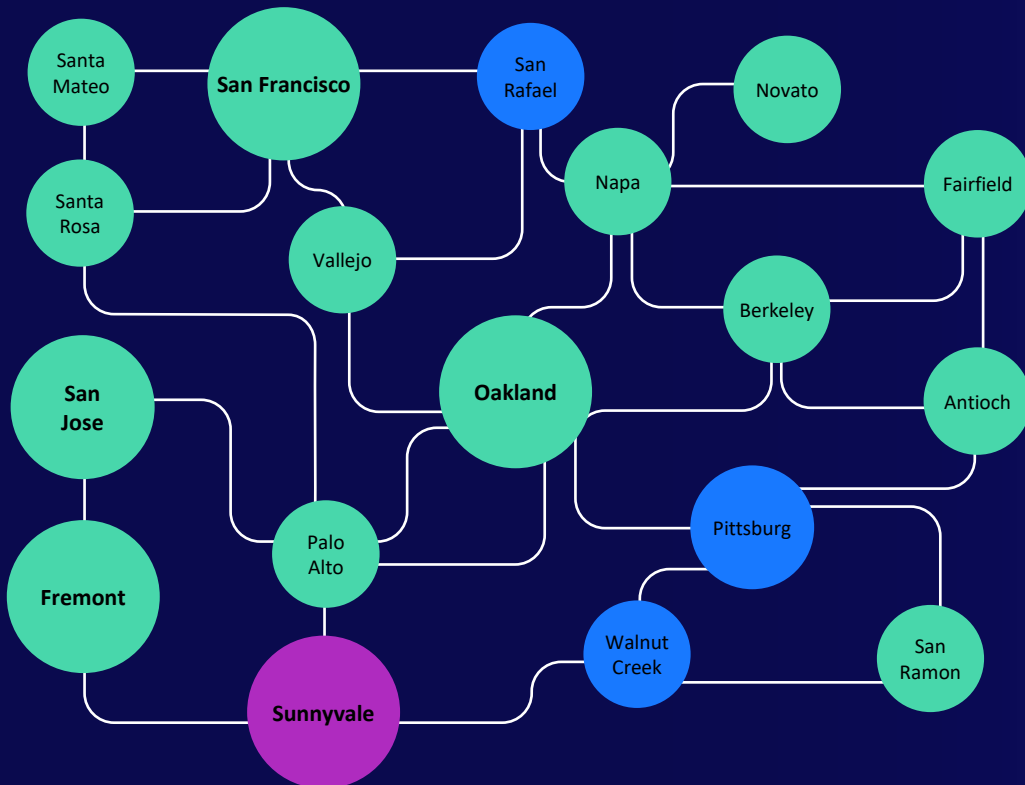 Santa
Mateo
San Francisco
San
Rafael
Novato
Santa
Rosa
Vallejo
Napa
Fairfield
Berkeley
San
Jose
Oakland
Antioch
Palo
Alto
Pittsburg
Fremont
Walnut
Creek
San
Ramon
Sunnyvale